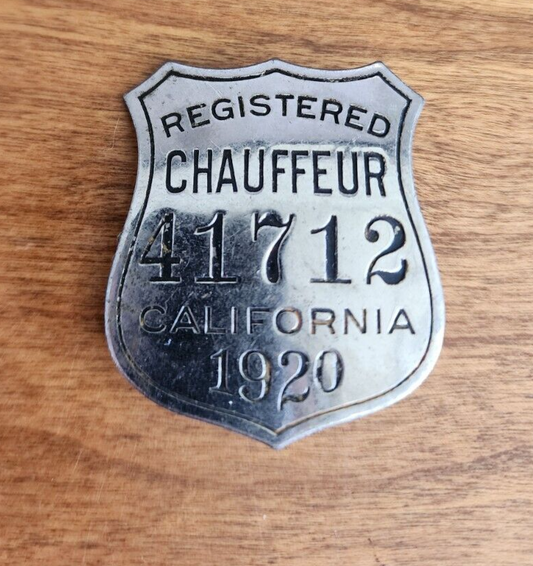 REGISTERED
CHAUFFEUR
41712
CALIFORNIA
1920